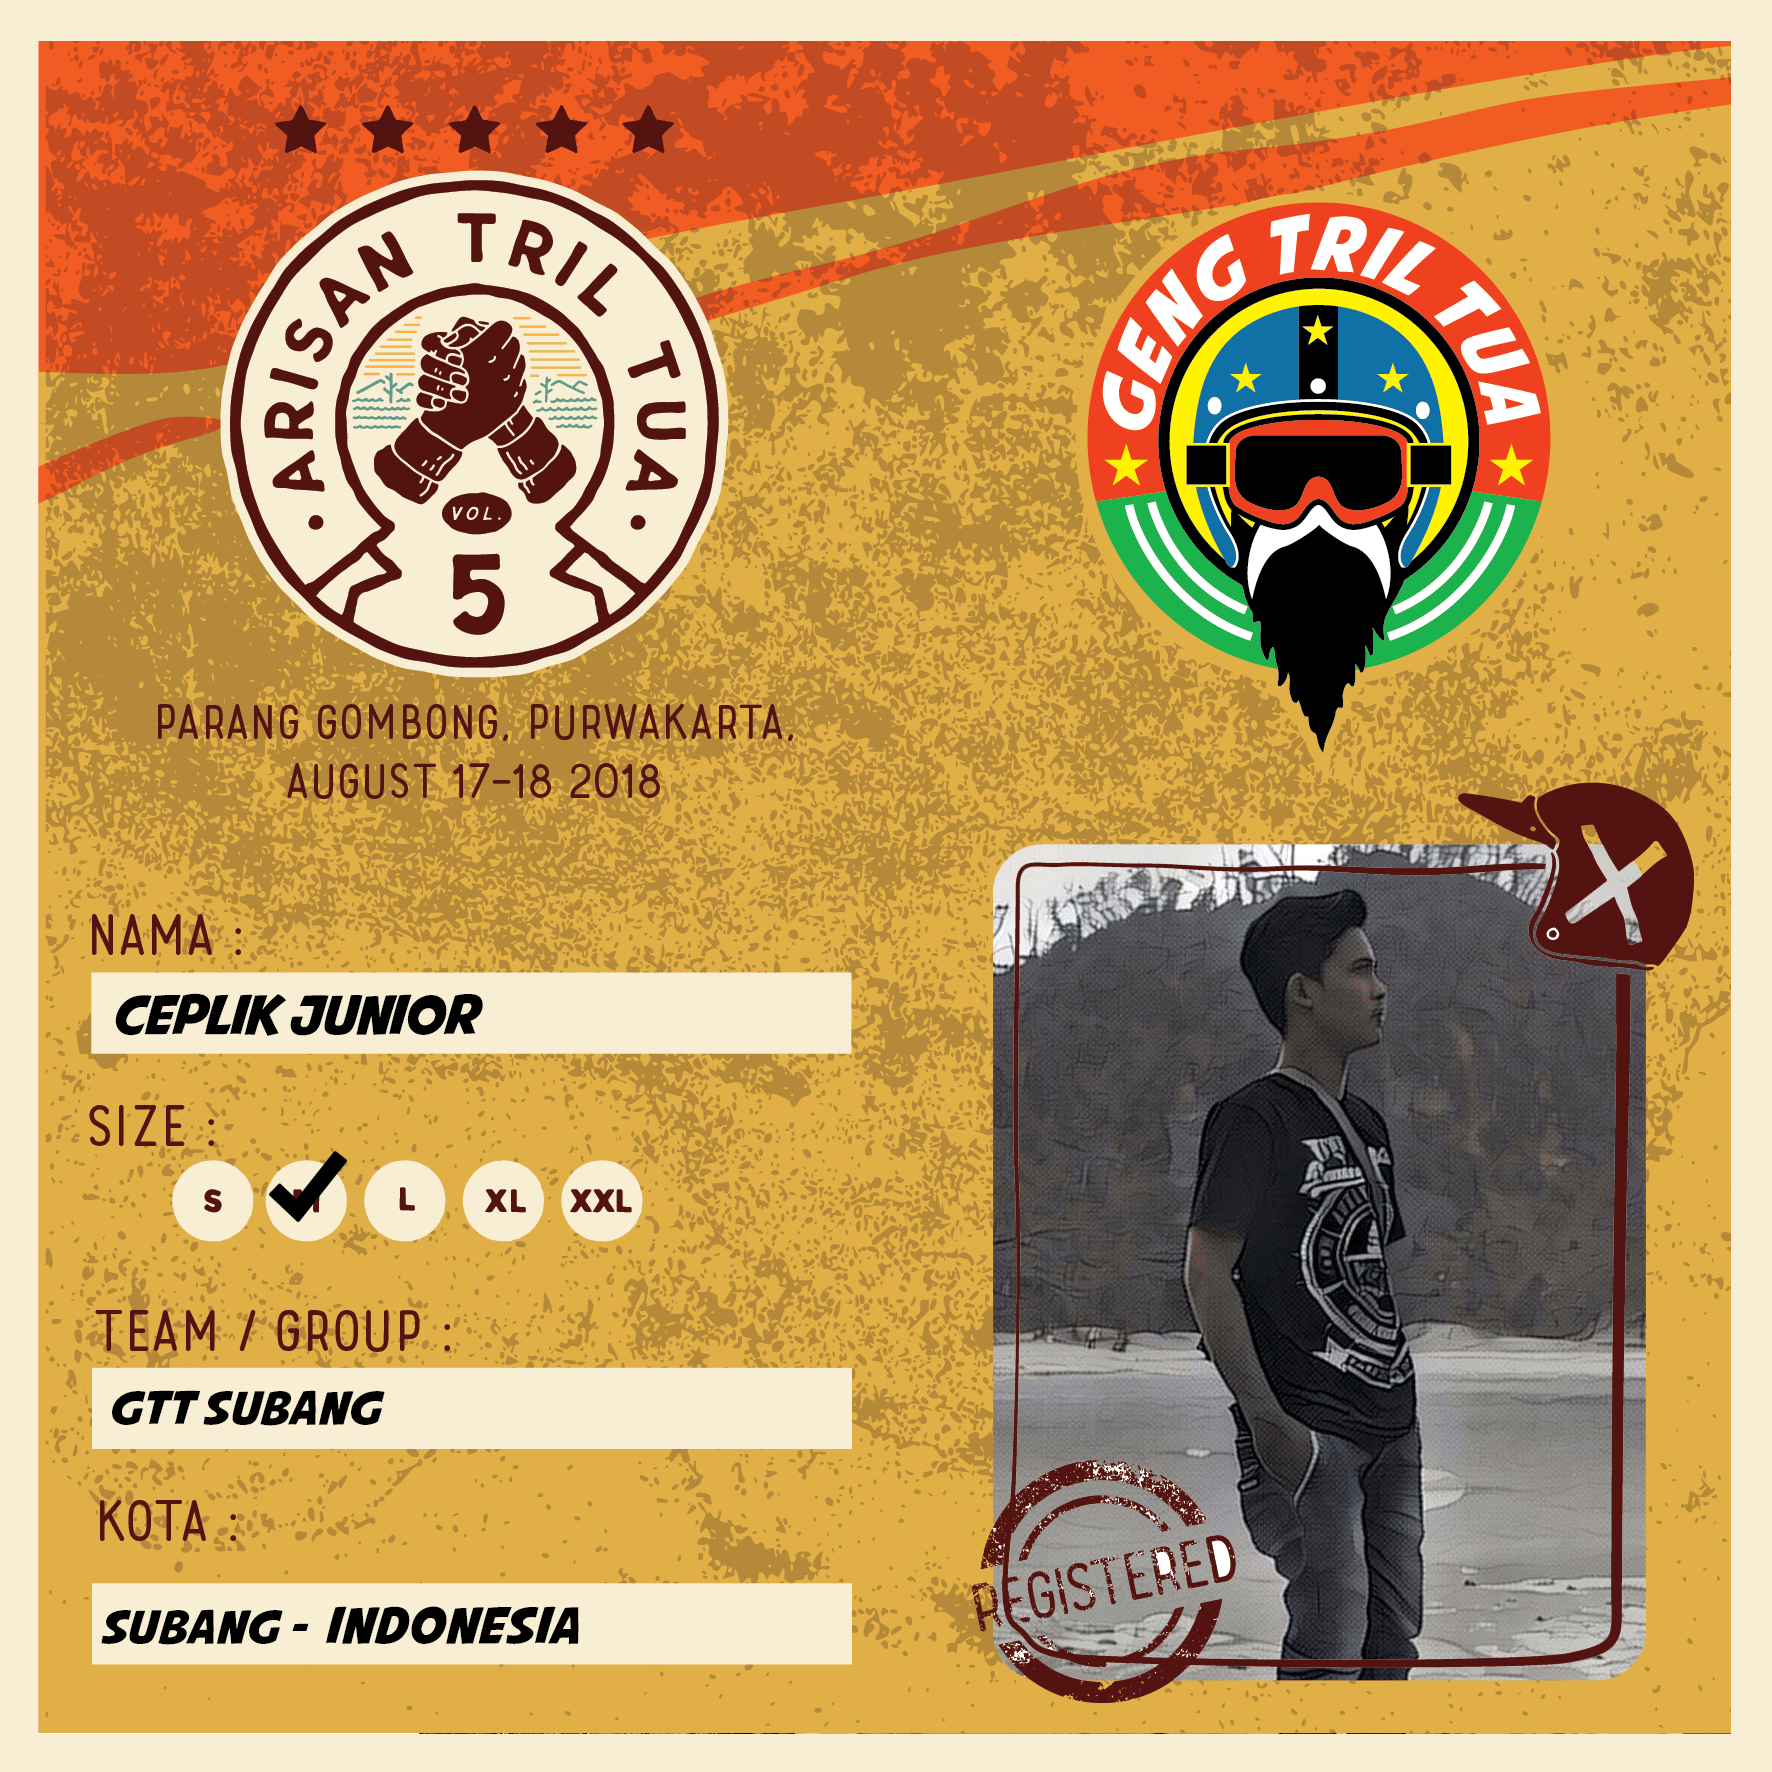 ARISAN TRIL TUA
VOL.
5
PARANG GOMBONG, PURWAKARTA,
AUGUST 17-18 2018
GENG TRIL TUA
NAMA :
CEPLIK JUNIOR
SIZE :
S M L XL XXL
TEAM / GROUP :
GTT SUBANG
KOTA :
SUBANG - INDONESIA
REGISTERED